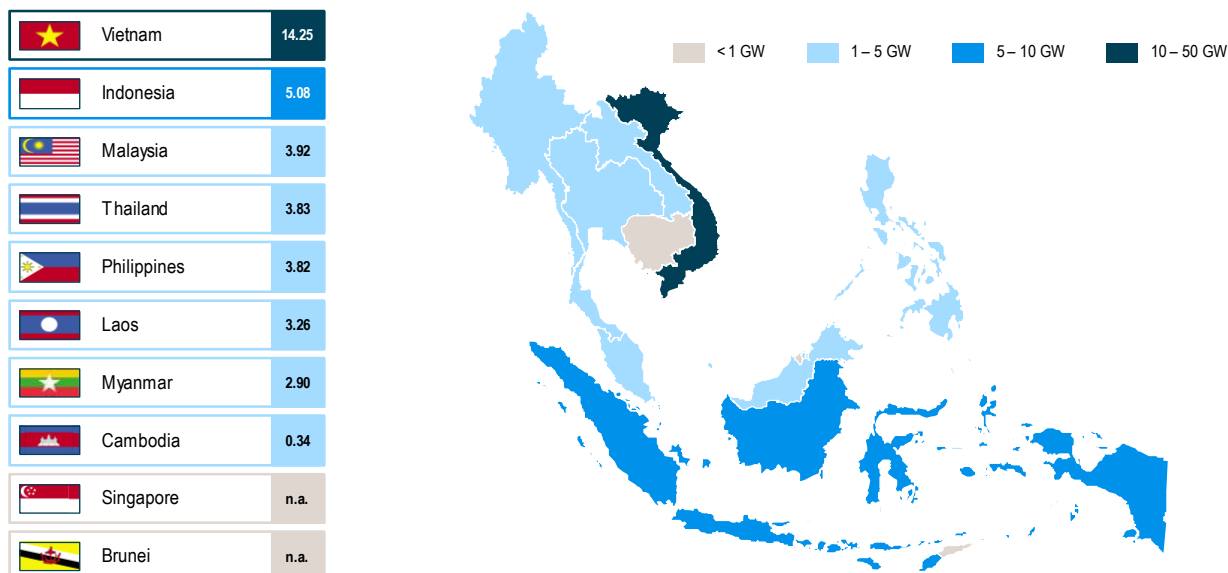 Vietnam 14.25
< 1 GW 1 – 5 GW 5 – 10 GW 10 – 50 GW
Indonesia 5.08
Malaysia 3.92
Thailand 3.83
Philippines 3.82
Laos 3.26
Myanmar 2.90
Cambodia 0.34
Singapore n.a.
Brunei n.a.